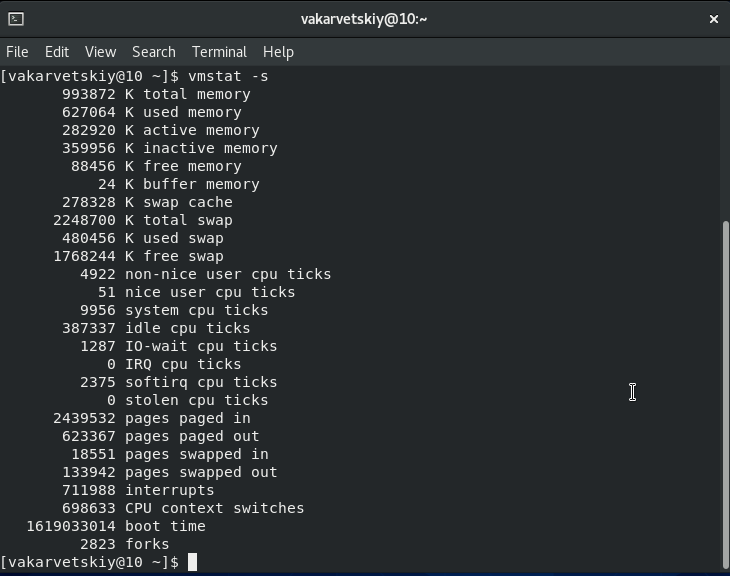 vakarvetskiy@10:~
File Edit View Search Terminal Help
[vakarvetskiy@10 ~]$ vmstat -s
993872 K total memory
627064 K used memory
282920 K active memory
359956 K inactive memory
88456 K free memory
24 K buffer memory
278328 K swap cache
2248700 K total swap
480456 K used swap
1768244 K free swap
4922 non-nice user cpu ticks
51 nice user cpu ticks
9956 system cpu ticks
387337 idle cpu ticks
1287 IO-wait cpu ticks
0 IRQ cpu ticks
2375 softirq cpu ticks
0 stolen cpu ticks
2439532 pages paged in
623367 pages paged out
18551 pages swapped in
133942 pages swapped out
711988 interrupts
698633 CPU context switches
1619033014 boot time
2823 forks
[vakarvetskiy@10 ~]$